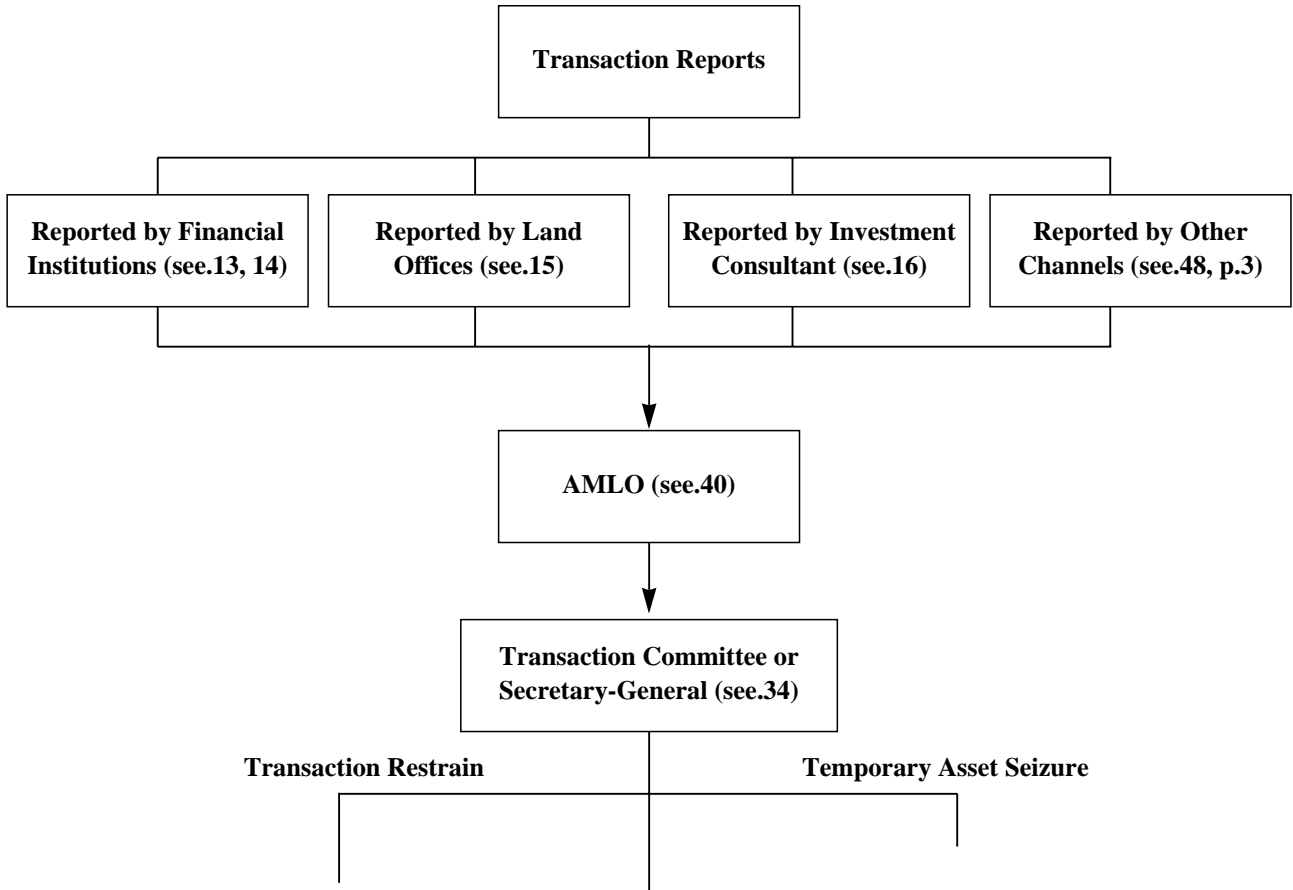 Transaction Reports
Reported by Financial
Institutions (see.13, 14)
Reported by Land
Offices (see.15)
Reported by Investment
Consultant (see.16)
Reported by Other
Channels (see.48, p.3)
AMLO (see.40)
Transaction Committee or
Secretary-General (see.34)
Transaction Restrain
Temporary Asset Seizure